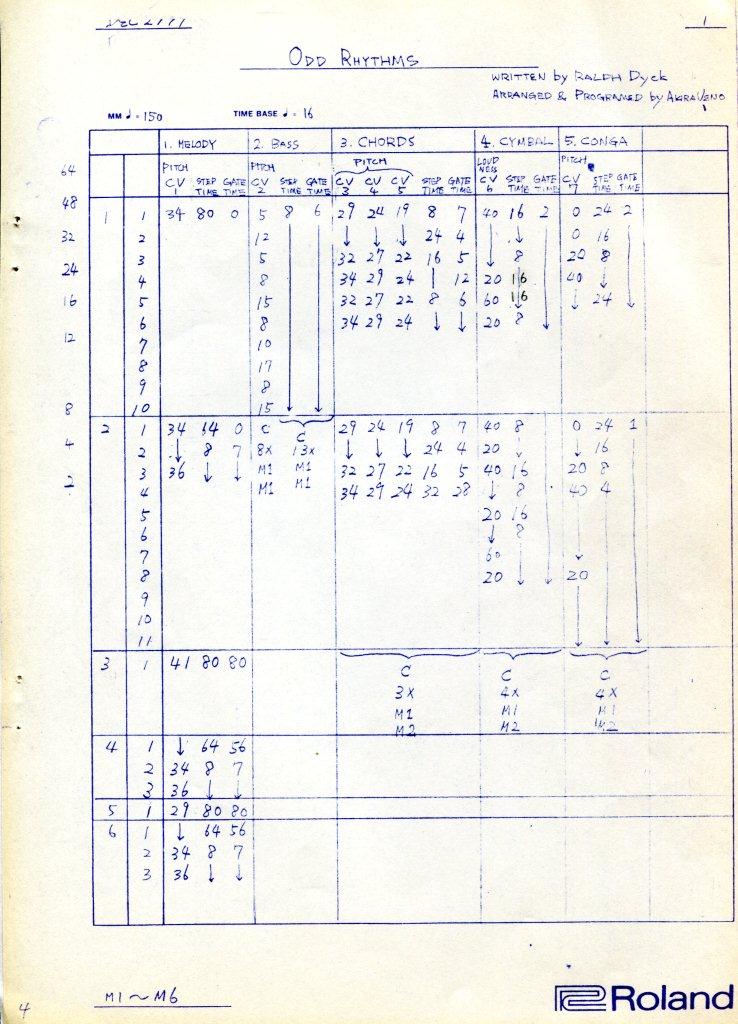 1
ODD RHYTHMS
WRITTEN by RALPH Dyck
ARRANGED & PROGRAMED by AKIRA UENO
MM ♩ = 150 TIME BASE ♩ = 16
1. MELODY 2. BASS 3. CHORDS 4. CYMBAL 5. CONGA
PITCH PITCH PITCH LOUDNESS PITCH
CV 1 STEP TIME GATE TIME CV 2 STEP TIME GATE TIME CV 3 CV 4 CV 5 STEP TIME GATE TIME CV 6 STEP TIME GATE TIME CV 7 STEP TIME GATE TIME
64
48
32
24
16
12
8
4
2
1 1 34 80 0 5 8 6 29 24 19 8 7 40 16 2 0 24 2
2 12 ↓ ↓ ↓ 24 4 ↓ 0 16
3 5 32 27 22 16 5 ↓ 8 20 8
4 8 34 29 24 | 12 20 16 40 ↓
5 15 32 27 22 8 6 60 16 ↓ 24 ↓
6 8 34 29 24 ↓ ↓ 20 8 ↓
7 10
8 17
9 8
10 15 ↓ ↓
2 1 34 64 0 C C 29 24 19 8 7 40 8 0 24 1
2 ↓ 8 7 8x 13x ↓ ↓ ↓ 24 4 20 ↓ ↓ 16
3 36 ↓ ↓ M1 M1 32 27 22 16 5 40 16 20 8
4 M1 M1 34 29 24 32 28 ↓ 8 40 4
5 20 16
6 ↓ 8
7 60 ↓
8 20 ↓ ↓ 20
9
10
11 ↓ ↓ ↓
3 1 41 80 80 C C C
3x 4x 4x
M1 M1 M1
M2 M2 M2
4 1 ↓ 64 56
2 34 8 7
3 36 ↓ ↓
5 1 29 80 80
6 1 ↓ 64 56
2 34 8 7
3 36 ↓ ↓
M1 ~ M6
4
Roland